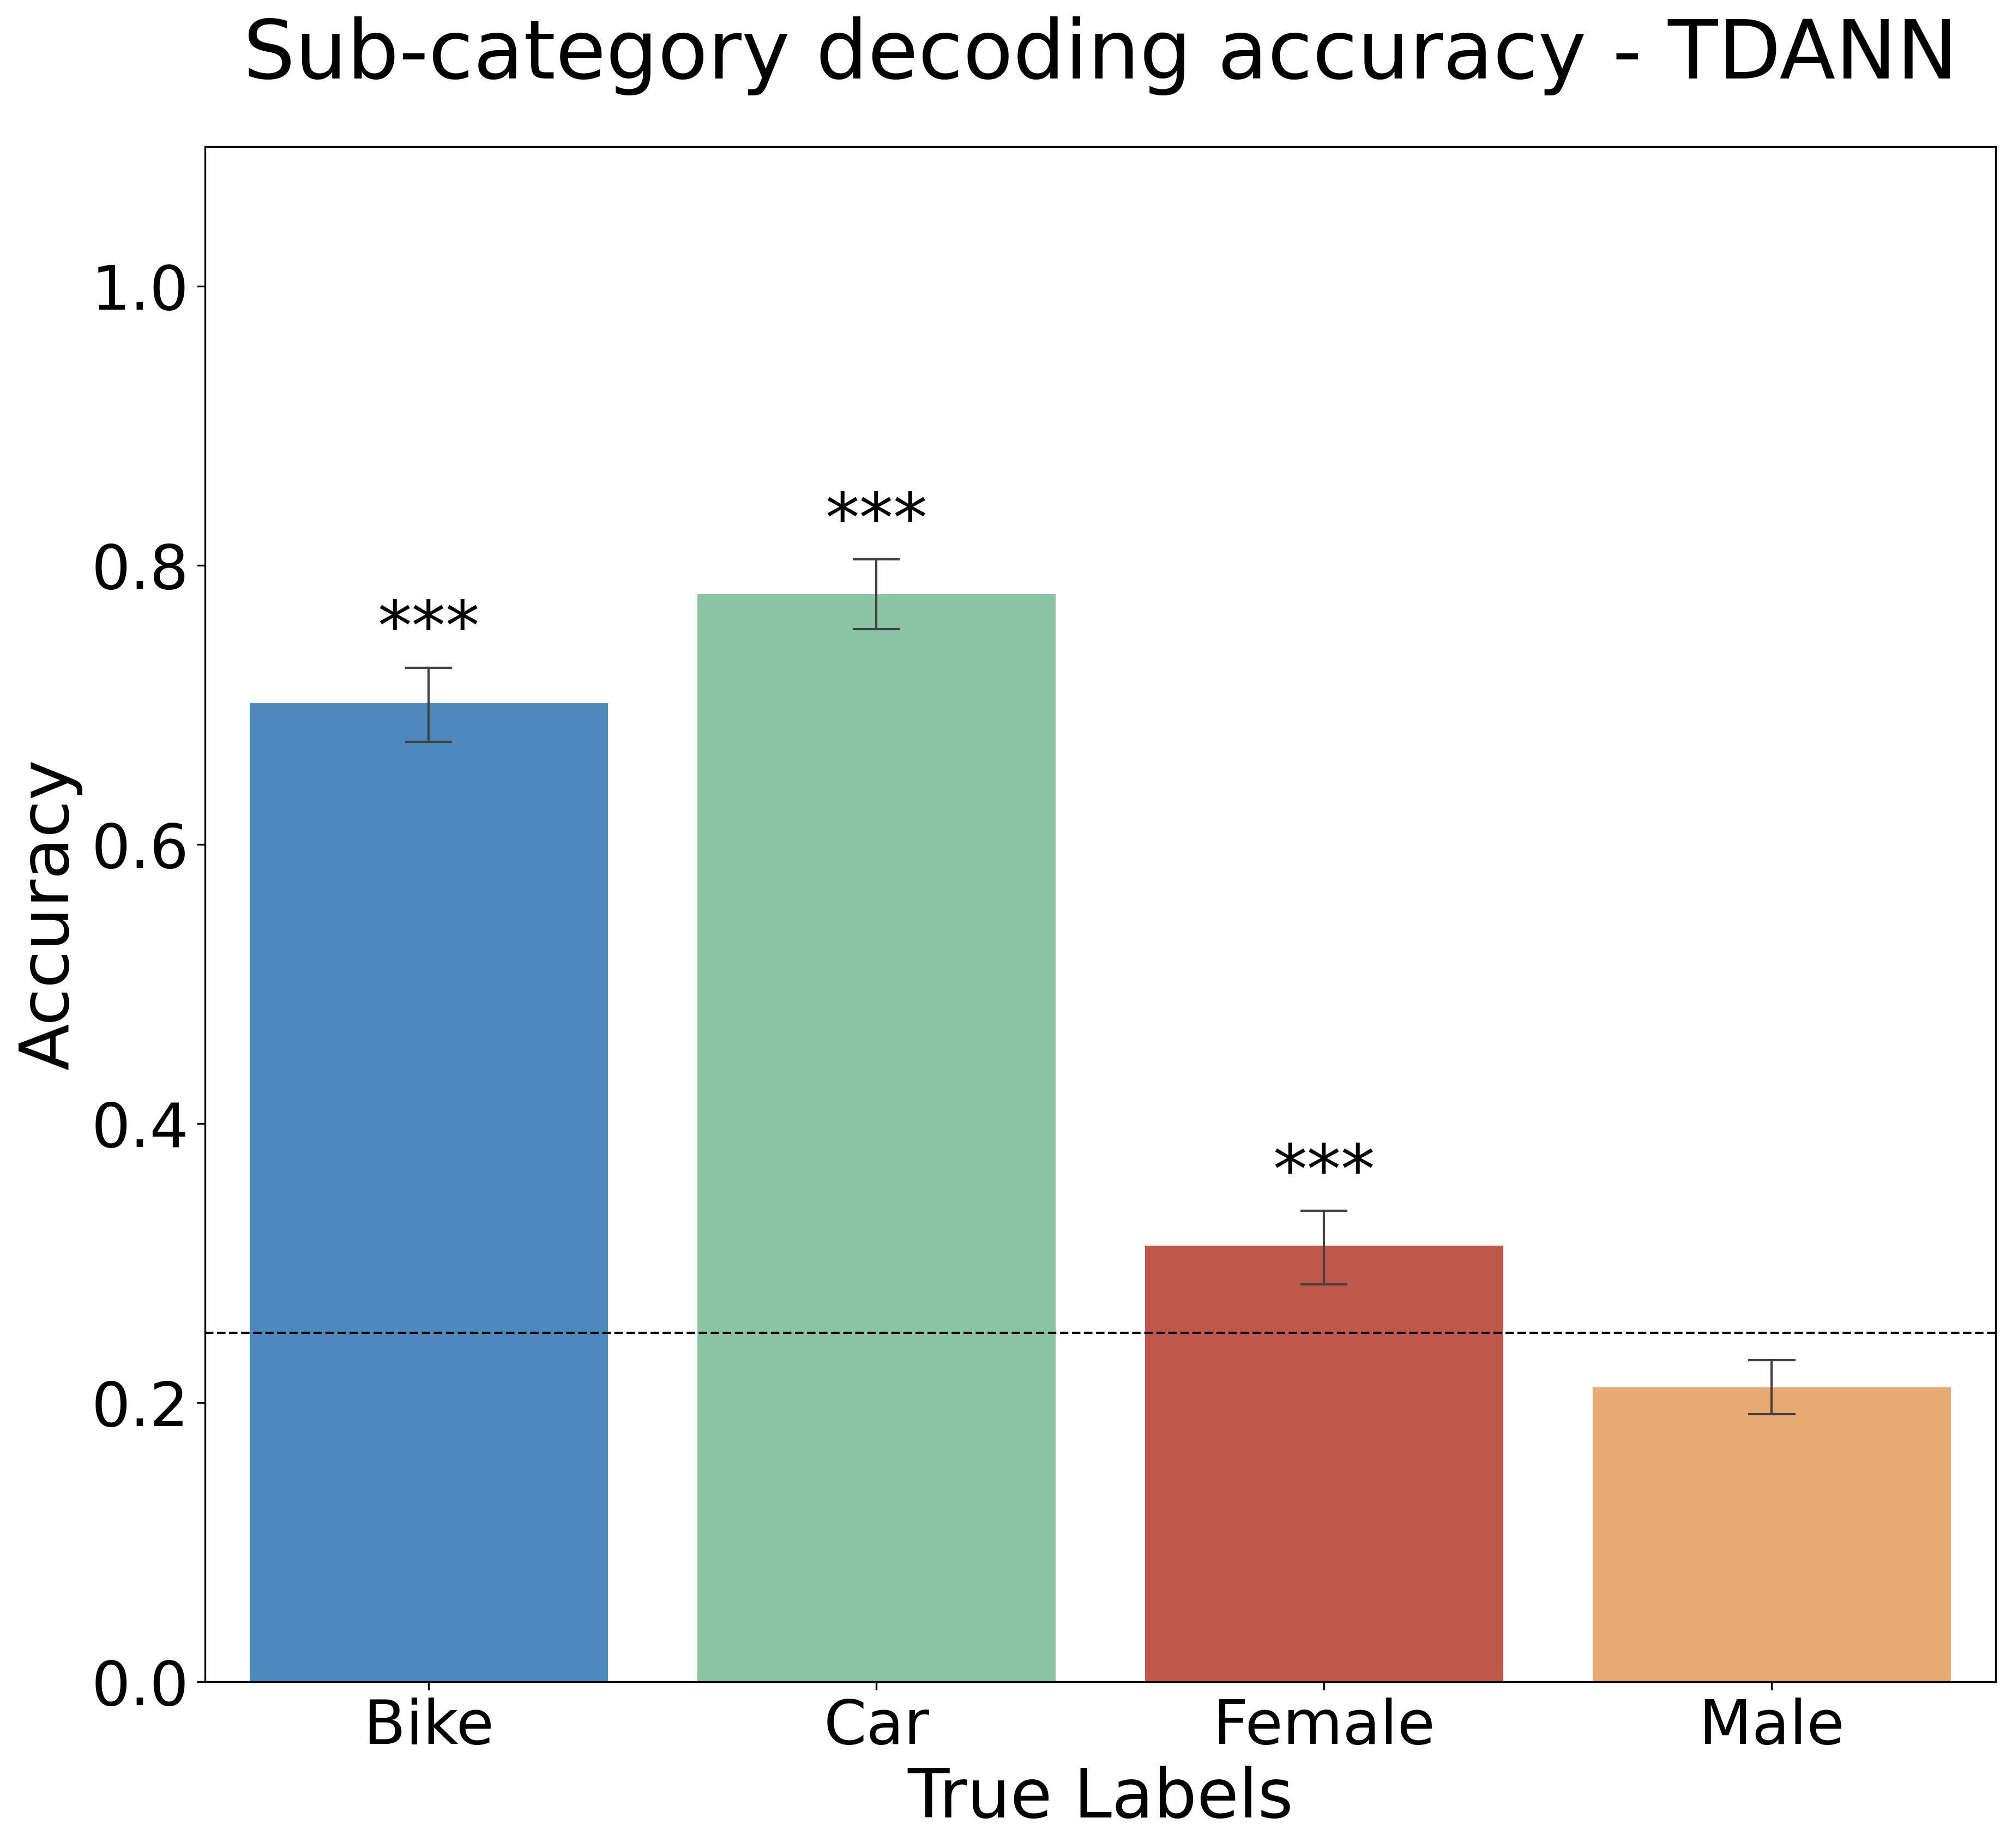 Sub-category decoding accuracy - TDANN
Accuracy
1.0
0.8
0.6
0.4
0.2
0.0
***
***
***
Bike Car Female Male
True Labels